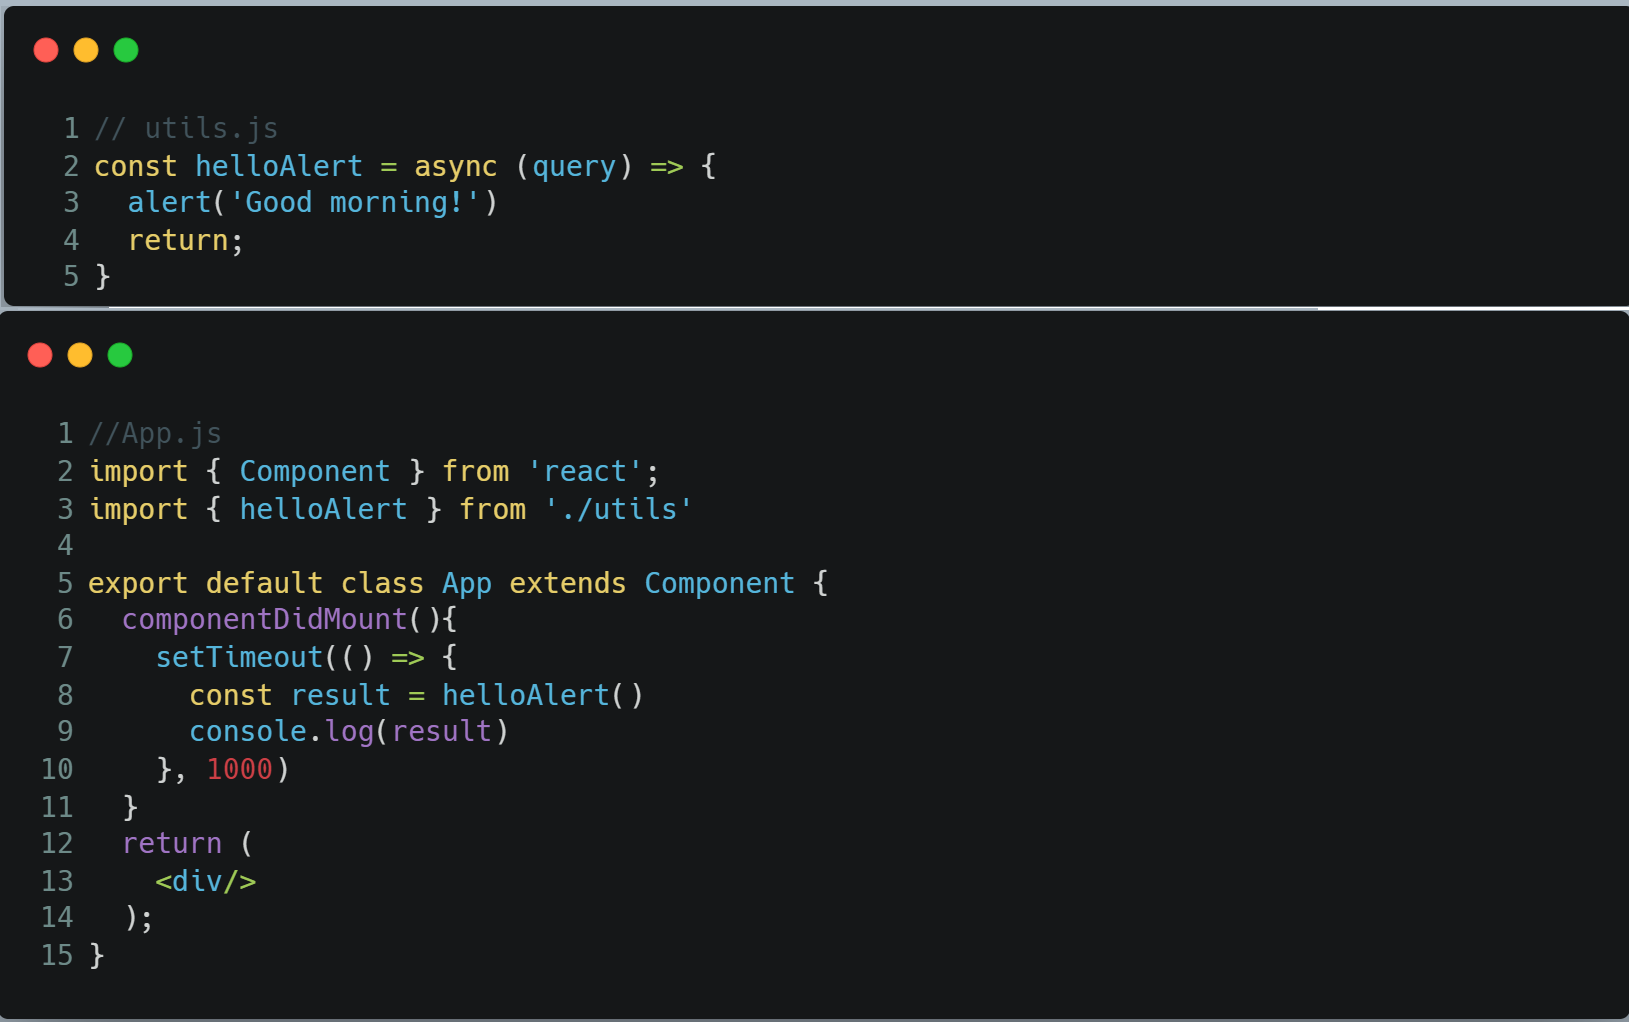 1 // utils.js
2 const helloAlert = async (query) => {
3   alert('Good morning!')
4   return;
5 }
1 //App.js
2 import { Component } from 'react';
3 import { helloAlert } from './utils'
4
5 export default class App extends Component {
6   componentDidMount(){
7     setTimeout(() => {
8       const result = helloAlert()
9       console.log(result)
10     }, 1000)
11   }
12   return (
13     <div/>
14   );
15 }